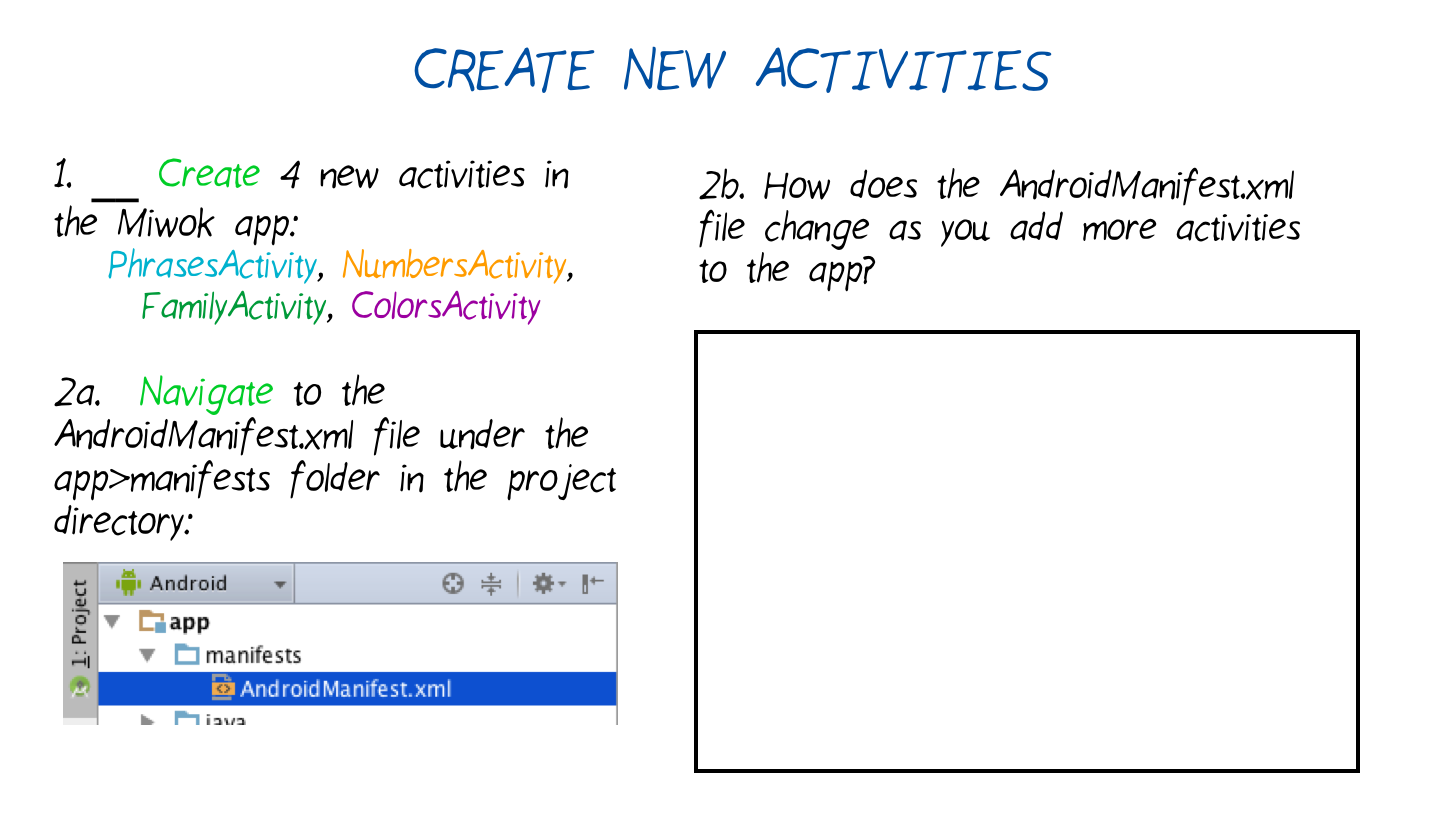 CREATE NEW ACTIVITIES
1. __ Create 4 new activities in
the Miwok app:
PhrasesActivity, NumbersActivity,
FamilyActivity, ColorsActivity
2a. Navigate to the
AndroidManifest.xml file under the
app>manifests folder in the project
directory:
1: Project
Android
app
manifests
AndroidManifest.xml
java
2b. How does the AndroidManifest.xml
file change as you add more activities
to the app?